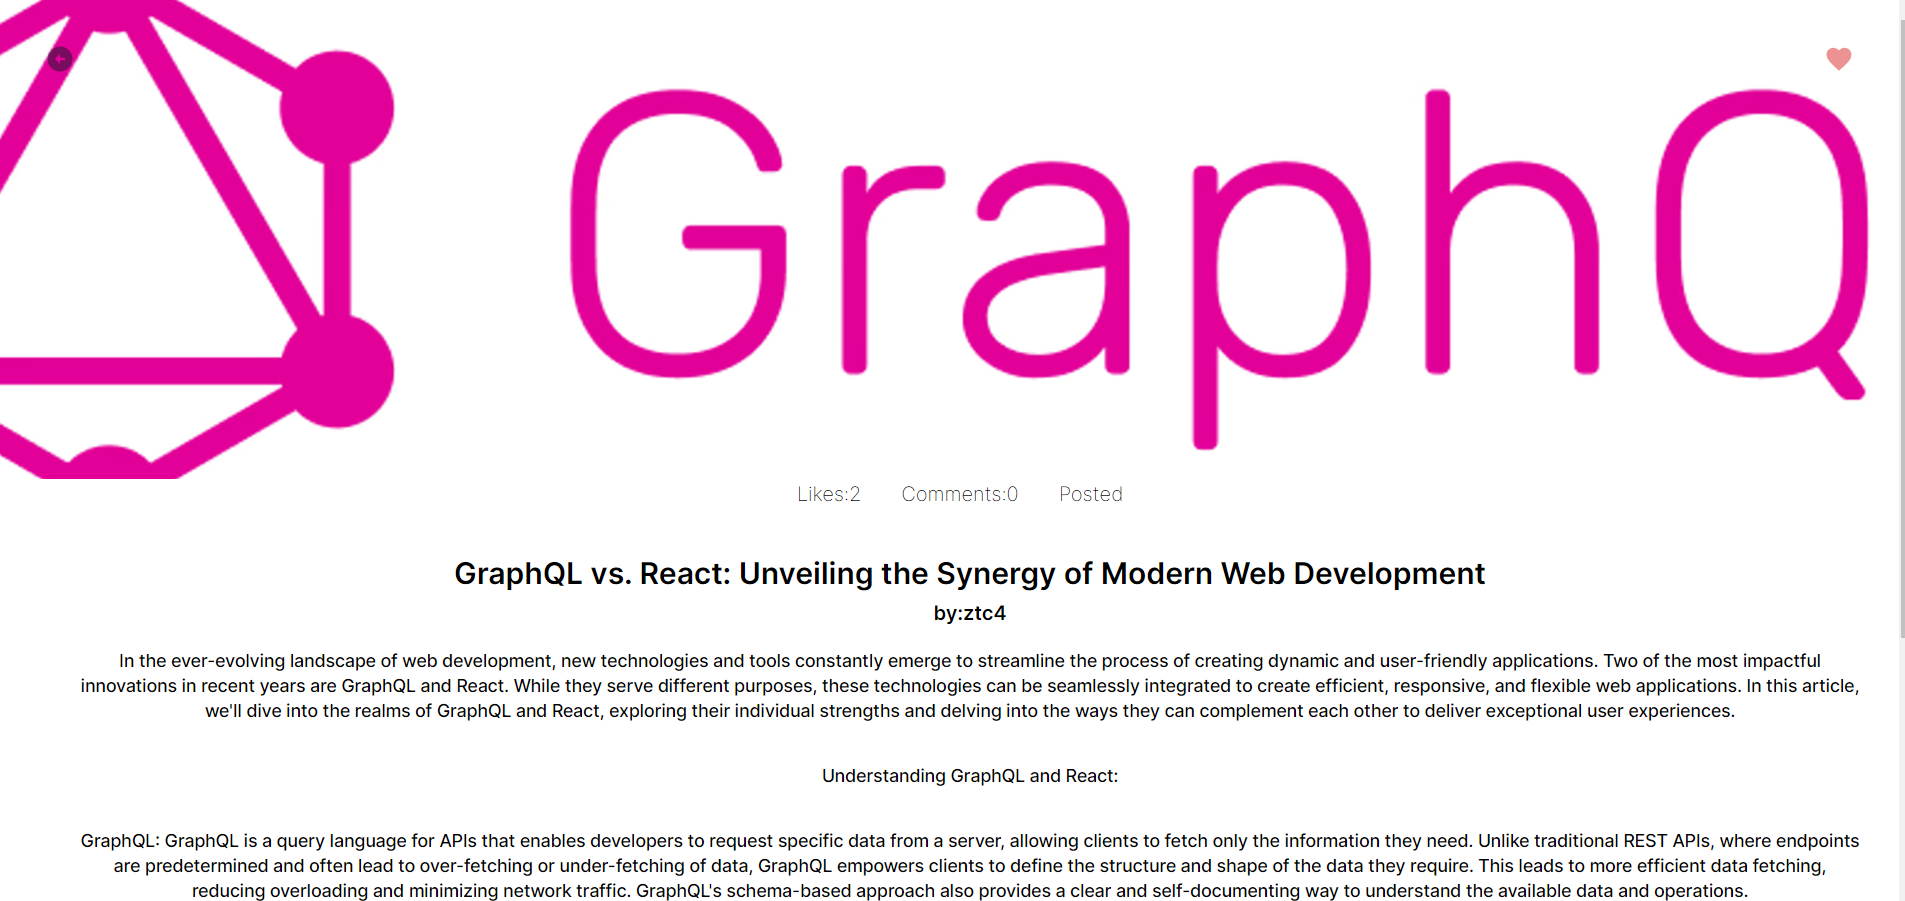 GraphQ
Likes:2 Comments:0 Posted
GraphQL vs. React: Unveiling the Synergy of Modern Web Development
by:ztc4
In the ever-evolving landscape of web development, new technologies and tools constantly emerge to streamline the process of creating dynamic and user-friendly applications. Two of the most impactful
innovations in recent years are GraphQL and React. While they serve different purposes, these technologies can be seamlessly integrated to create efficient, responsive, and flexible web applications. In this article,
we'll dive into the realms of GraphQL and React, exploring their individual strengths and delving into the ways they can complement each other to deliver exceptional user experiences.
Understanding GraphQL and React:
GraphQL: GraphQL is a query language for APIs that enables developers to request specific data from a server, allowing clients to fetch only the information they need. Unlike traditional REST APIs, where endpoints
are predetermined and often lead to over-fetching or under-fetching of data, GraphQL empowers clients to define the structure and shape of the data they require. This leads to more efficient data fetching,
reducing overloading and minimizing network traffic. GraphQL's schema-based approach also provides a clear and self-documenting way to understand the available data and operations.